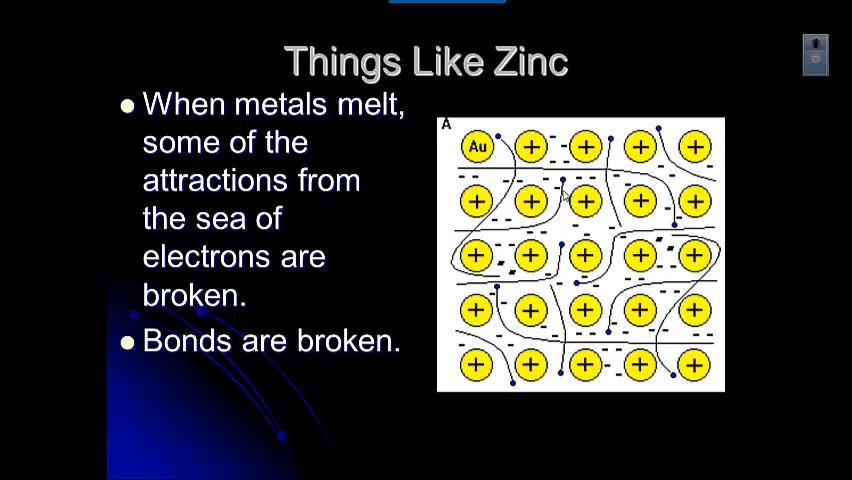 Things Like Zinc
● When metals melt,
some of the
attractions from
the sea of
electrons are
broken.
● Bonds are broken.
A
Au + + + +
+ + + + +
+ + + + +
+ + + + +
+ + + + +